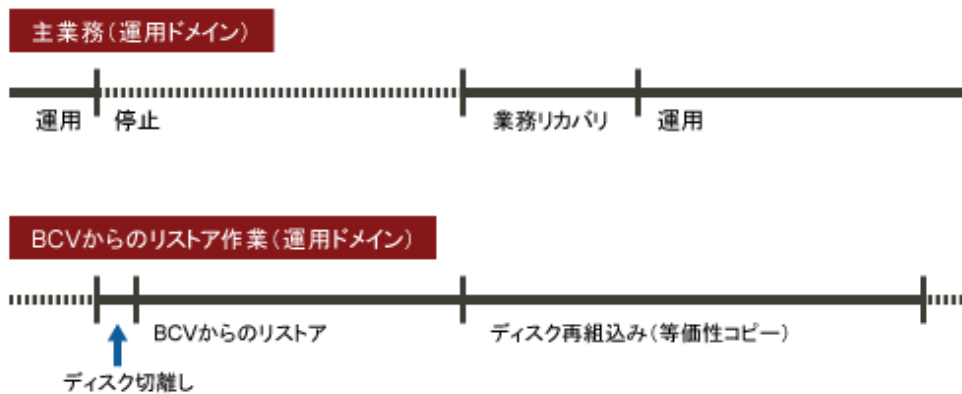 主業務（運用ドメイン）
運用
停止
業務リカバリ
運用
BCVからのリストア作業（運用ドメイン）
BCVからのリストア
ディスク再組込み（等価性コピー）
ディスク切離し